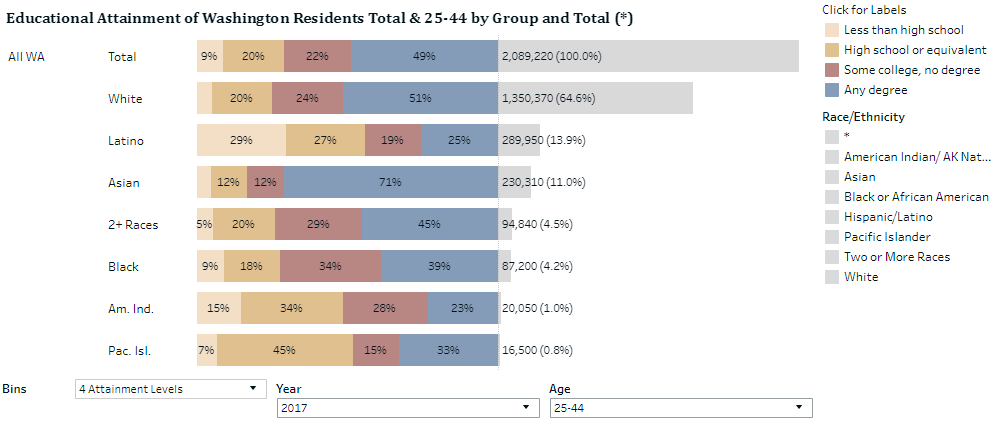 Educational Attainment of Washington Residents Total & 25-44 by Group and Total (*)
Click for Labels
Less than high school
High school or equivalent
Some college, no degree
Any degree
Race/Ethnicity
*
American Indian/ AK Nat...
Asian
Black or African American
Hispanic/Latino
Pacific Islander
Two or More Races
White
All WA Total 9% 20% 22% 49% 2,089,220 (100.0%)
White 20% 24% 51% 1,350,370 (64.6%)
Latino 29% 27% 19% 25% 289,950 (13.9%)
Asian 12% 12% 71% 230,310 (11.0%)
2+ Races 5% 20% 29% 45% 94,840 (4.5%)
Black 9% 18% 34% 39% 87,200 (4.2%)
Am. Ind. 15% 34% 28% 23% 20,050 (1.0%)
Pac. Isl. 7% 45% 15% 33% 16,500 (0.8%)
Bins 4 Attainment Levels Year Age
2017 25-44